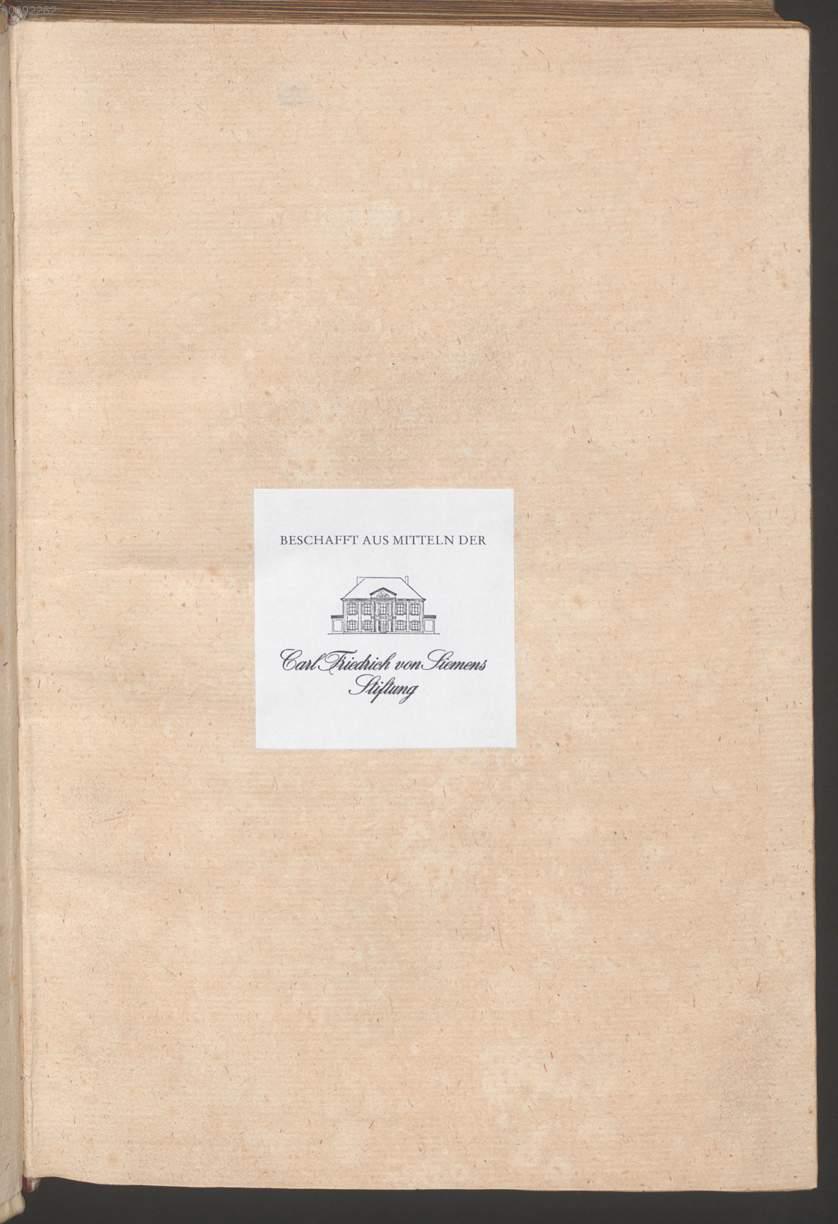 BESCHAFFT AUS MITTELN DER
Carl Friedrich von Siemens
Stiftung